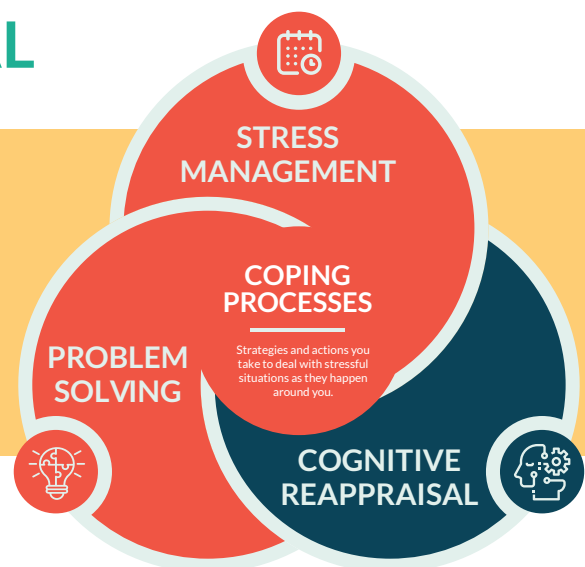 STRESS
MANAGEMENT
COPING
PROCESSES
Strategies and actions you
take to deal with stressful
situations as they happen
around you.
PROBLEM
SOLVING
COGNITIVE
REAPPRAISAL